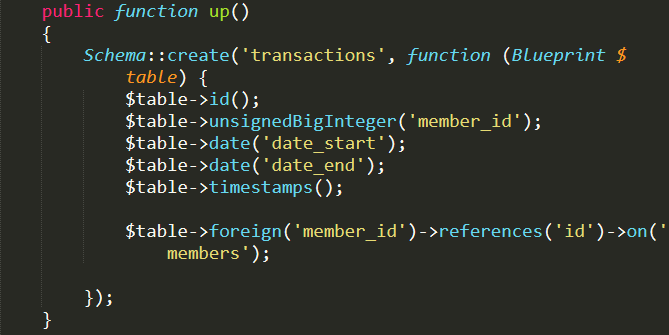 public function up()
{
Schema::create('transactions', function (Blueprint $
table) {
$table->id();
$table->unsignedBigInteger('member_id');
$table->date('date_start');
$table->date('date_end');
$table->timestamps();
$table->foreign('member_id')->references('id')->on('
members');
});
}